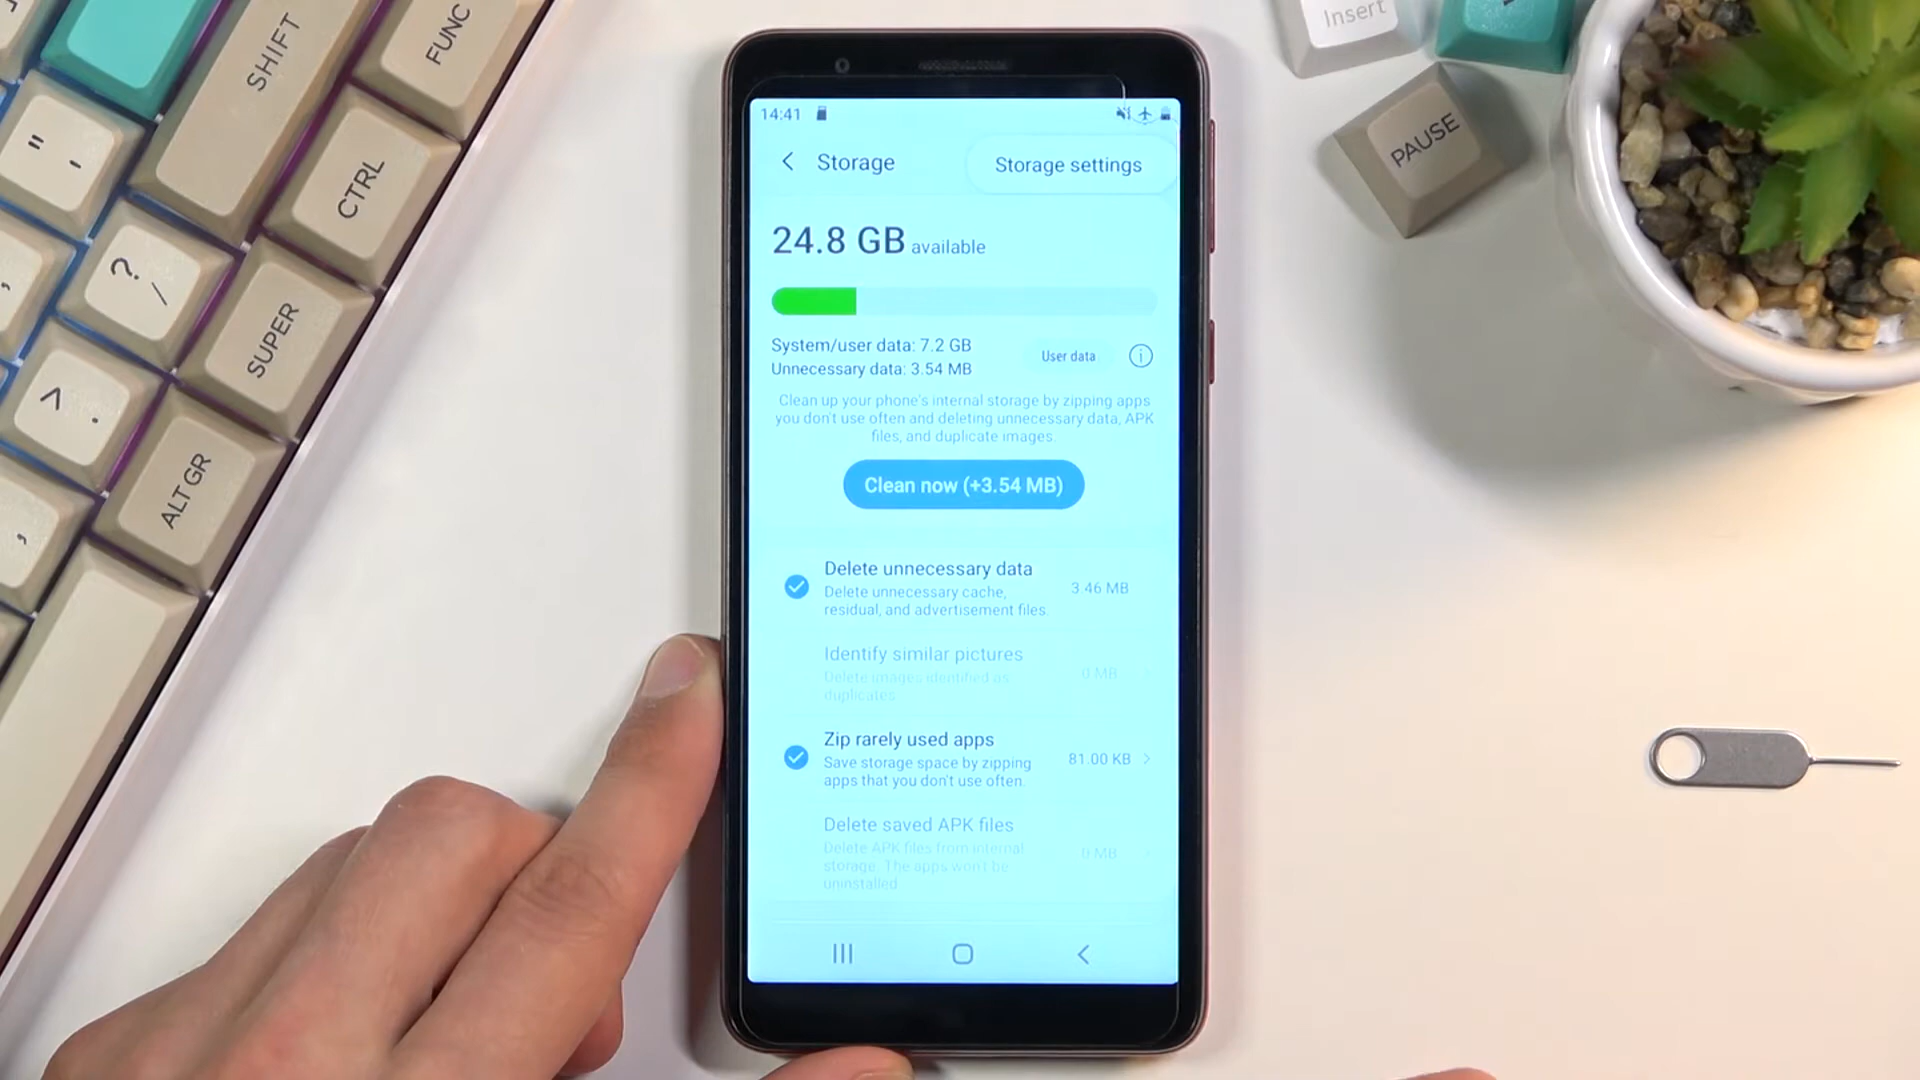 SHIFT
FUNC
CTRL
"
'
?
/
SUPER
^
.
ALT GR
,
Insert
PAUSE
14:41
Storage
Storage settings
24.8 GB available
System/user data: 7.2 GB
Unnecessary data: 3.54 MB
User data
Clean up your phone's internal storage by zipping apps
you don't use often and deleting unnecessary data, APK
files, and duplicate images.
Clean now (+3.54 MB)
Delete unnecessary data
Delete unnecessary cache,
residual, and advertisement files.
3.46 MB
Identify similar pictures
Delete images identified as
duplicates.
0 MB
Zip rarely used apps
Save storage space by zipping
apps that you don't use often.
81.00 KB
Delete saved APK files
Delete APK files from internal
storage. The apps won't be
uninstalled.
0 MB